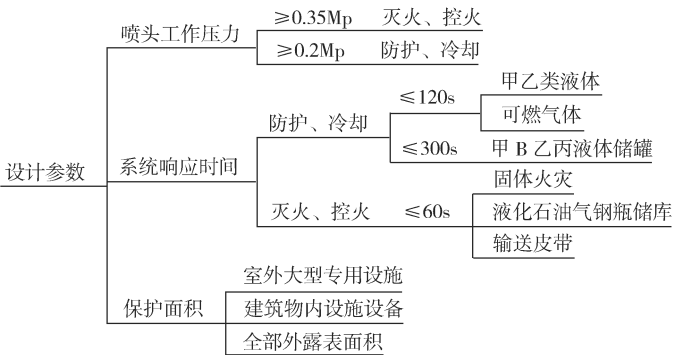 设计参数
喷头工作压力
≥0.35Mp 灭火、控火
≥0.2Mp 防护、冷却
系统响应时间
防护、冷却
≤120s
甲乙类液体
可燃气体
≤300s 甲B乙丙液体储罐
灭火、控火 ≤60s
固体火灾
液化石油气钢瓶储库
输送皮带
保护面积
室外大型专用设施
建筑物内设施设备
全部外露表面积